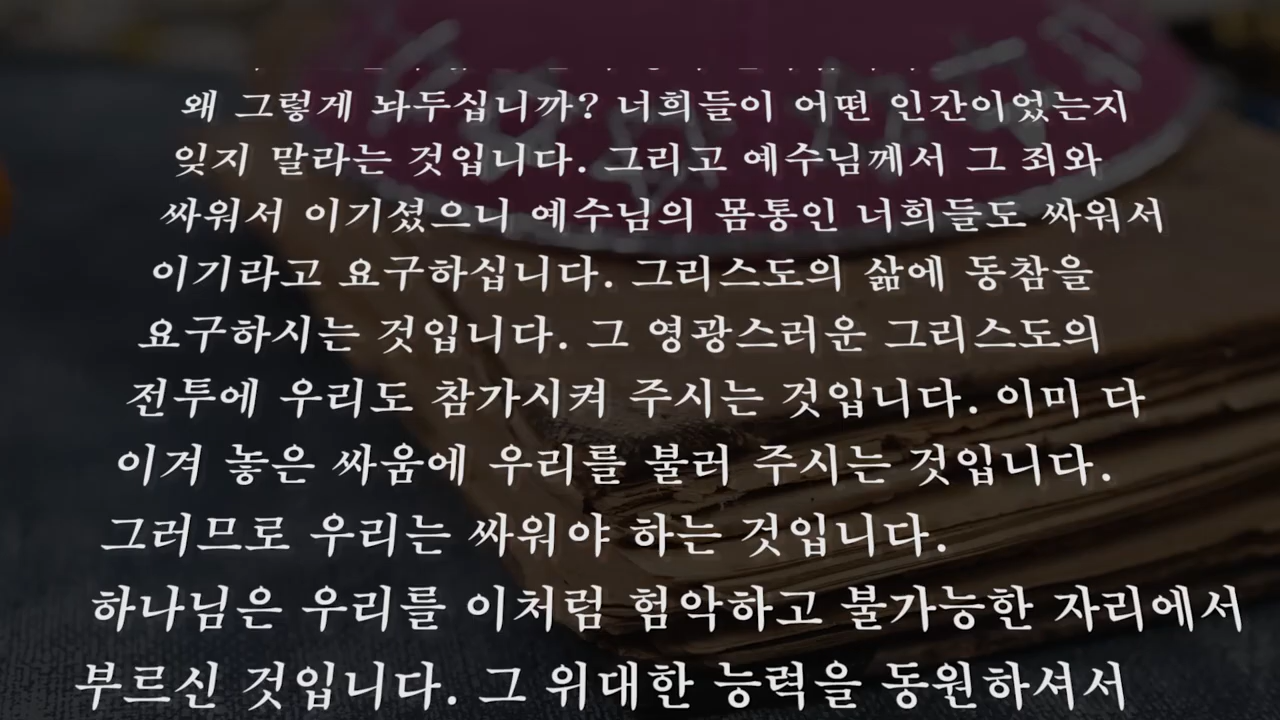 왜 그렇게 놔두십니까? 너희들이 어떤 인간이었는지
잊지 말라는 것입니다. 그리고 예수님께서 그 죄와
싸워서 이기셨으니 예수님의 몸통인 너희들도 싸워서
이기라고 요구하십니다. 그리스도의 삶에 동참을
요구하시는 것입니다. 그 영광스러운 그리스도의
전투에 우리도 참가시켜 주시는 것입니다. 이미 다
이겨 놓은 싸움에 우리를 불러 주시는 것입니다.
그러므로 우리는 싸워야 하는 것입니다.
하나님은 우리를 이처럼 험악하고 불가능한 자리에서
부르신 것입니다. 그 위대한 능력을 동원하셔서